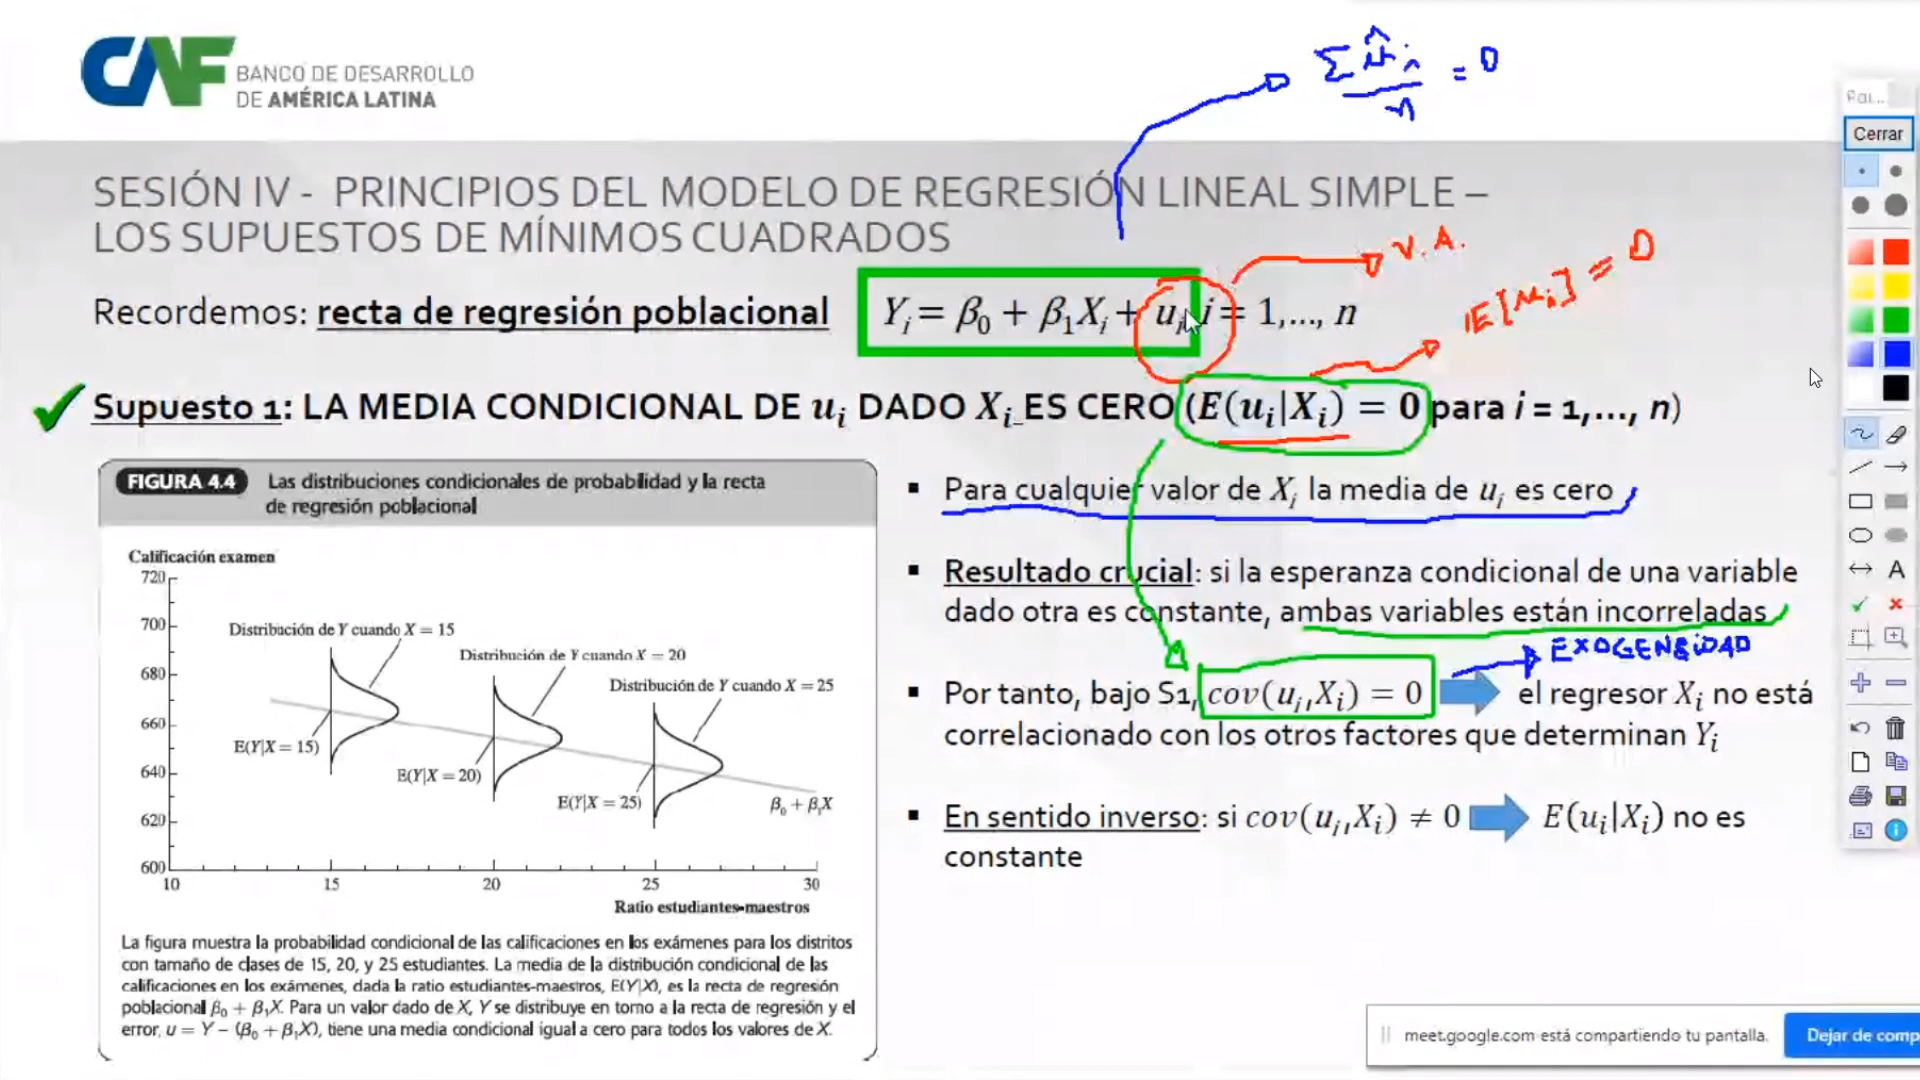 CAF BANCO DE DESARROLLO
DE AMÉRICA LATINA
Σ û_i / n = 0
SESIÓN IV - PRINCIPIOS DEL MODELO DE REGRESIÓN LINEAL SIMPLE –
LOS SUPUESTOS DE MÍNIMOS CUADRADOS
V.A.
Recordemos: recta de regresión poblacional
Y_i = β_0 + β_1X_i + u_i i = 1,..., n
E[u_i] = 0
Supuesto 1: LA MEDIA CONDICIONAL DE u_i DADO X_i ES CERO (E(u_i|X_i) = 0 para i = 1,..., n)
FIGURA 4.4 Las distribuciones condicionales de probabilidad y la recta
de regresión poblacional
Calificación examen
720
700
680
660
640
620
600
Distribución de Y cuando X = 15
Distribución de Y cuando X = 20
Distribución de Y cuando X = 25
E(Y|X = 15)
E(Y|X = 20)
E(Y|X = 25)
β_0 + β_1X
10 15 20 25 30
Ratio estudiantes-maestros
La figura muestra la probabilidad condicional de las calificaciones en los exámenes para los distritos
con tamaño de clases de 15, 20, y 25 estudiantes. La media de la distribución condicional de las
calificaciones en los exámenes, dada la ratio estudiantes-maestros, E(Y|X), es la recta de regresión
poblacional β_0 + β_1X. Para un valor dado de X, Y se distribuye en torno a la recta de regresión y el
error, u = Y – (β_0 + β_1X), tiene una media condicional igual a cero para todos los valores de X.
▪ Para cualquier valor de X_i la media de u_i es cero
▪ Resultado crucial: si la esperanza condicional de una variable
dado otra es constante, ambas variables están incorreladas
EXOGENEIDAD
▪ Por tanto, bajo S1, cov(u_i,X_i) = 0 el regresor X_i no está
correlacionado con los otros factores que determinan Y_i
▪ En sentido inverso: si cov(u_i,X_i) ≠ 0 E(u_i|X_i) no es
constante
Cerrar
A
meet.google.com está compartiendo tu pantalla.
Dejar de comp